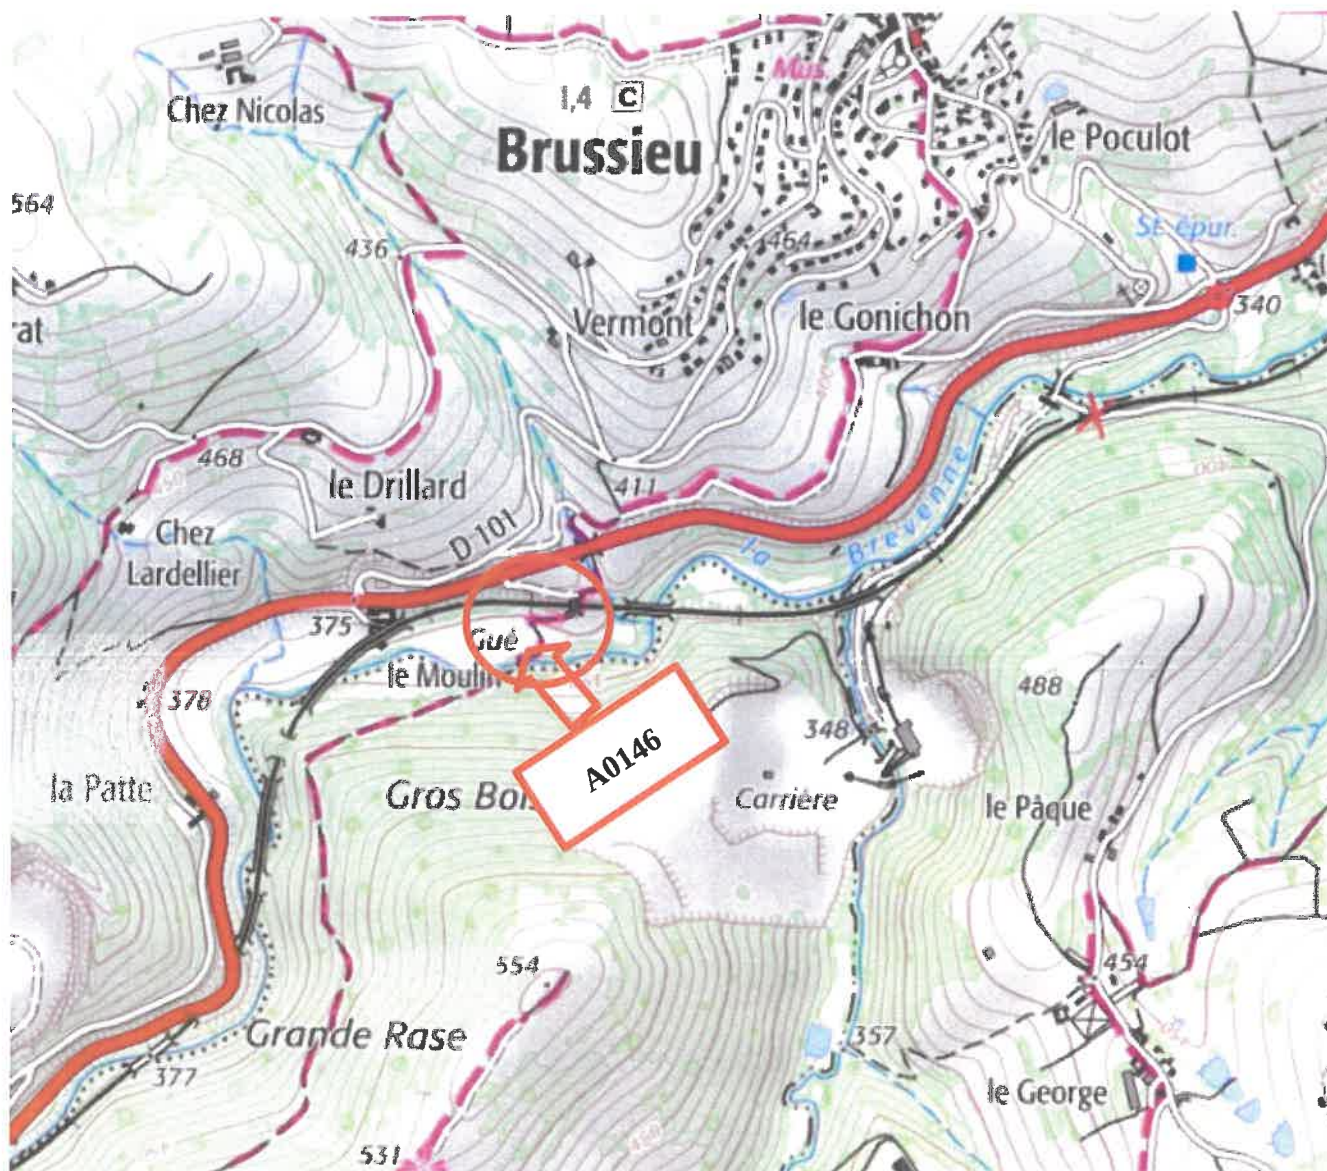 Mus.
1,4 C
Chez Nicolas
Brussieu
le Poculot
564
St épur.
436
464
340
Vermont
le Gonichon
rat
468
le Drillard
411
D 101
Chez
Lardellier
la Brevenne
375
Gué
le Moulin
378
488
348
A0146
la Patte
Gros Bois
Carrière
le Pâque
554
454
Grande Rase
357
377
le George
531